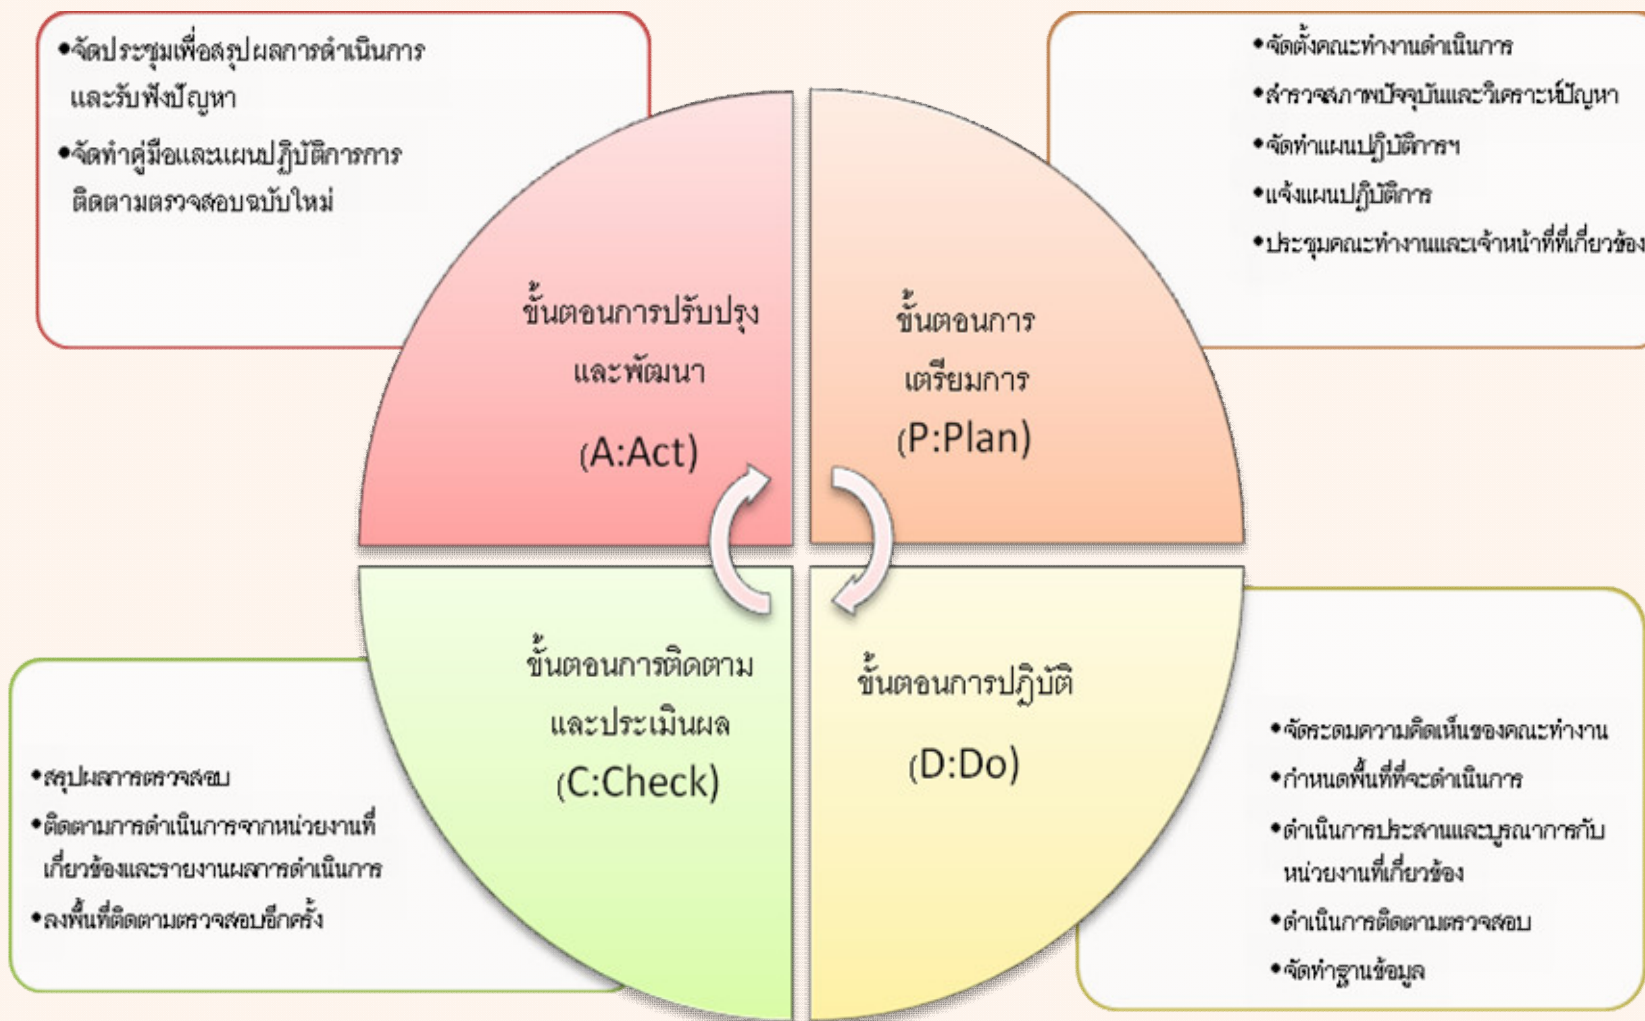 •จัดประชุมเพื่อสรุปผลการดำเนินการ
และรับฟังปัญหา
•จัดทำคู่มือและแผนปฏิบัติการการ
ติดตามตรวจสอบฉบับใหม่
•จัดตั้งคณะทำงานดำเนินการ
•สำรวจสภาพปัจจุบันและวิเคราะห์ปัญหา
•จัดทำแผนปฏิบัติการฯ
•แจ้งแผนปฏิบัติการ
•ประชุมคณะทำงานและเจ้าหน้าที่ที่เกี่ยวข้อง
ขั้นตอนการปรับปรุง
และพัฒนา
(A:Act)
ขั้นตอนการ
เตรียมการ
(P:Plan)
ขั้นตอนการติดตาม
และประเมินผล
(C:Check)
ขั้นตอนการปฏิบัติ
(D:Do)
•สรุปผลการตรวจสอบ
•ติดตามการดำเนินการจากหน่วยงานที่
เกี่ยวข้องและรายงานผลการดำเนินการ
•ลงพื้นที่ติดตามตรวจสอบอีกครั้ง
•จัดระดมความคิดเห็นของคณะทำงาน
•กำหนดพื้นที่ที่จะดำเนินการ
•ดำเนินการประสานและบูรณาการกับ
หน่วยงานที่เกี่ยวข้อง
•ดำเนินการติดตามตรวจสอบ
•จัดทำฐานข้อมูล